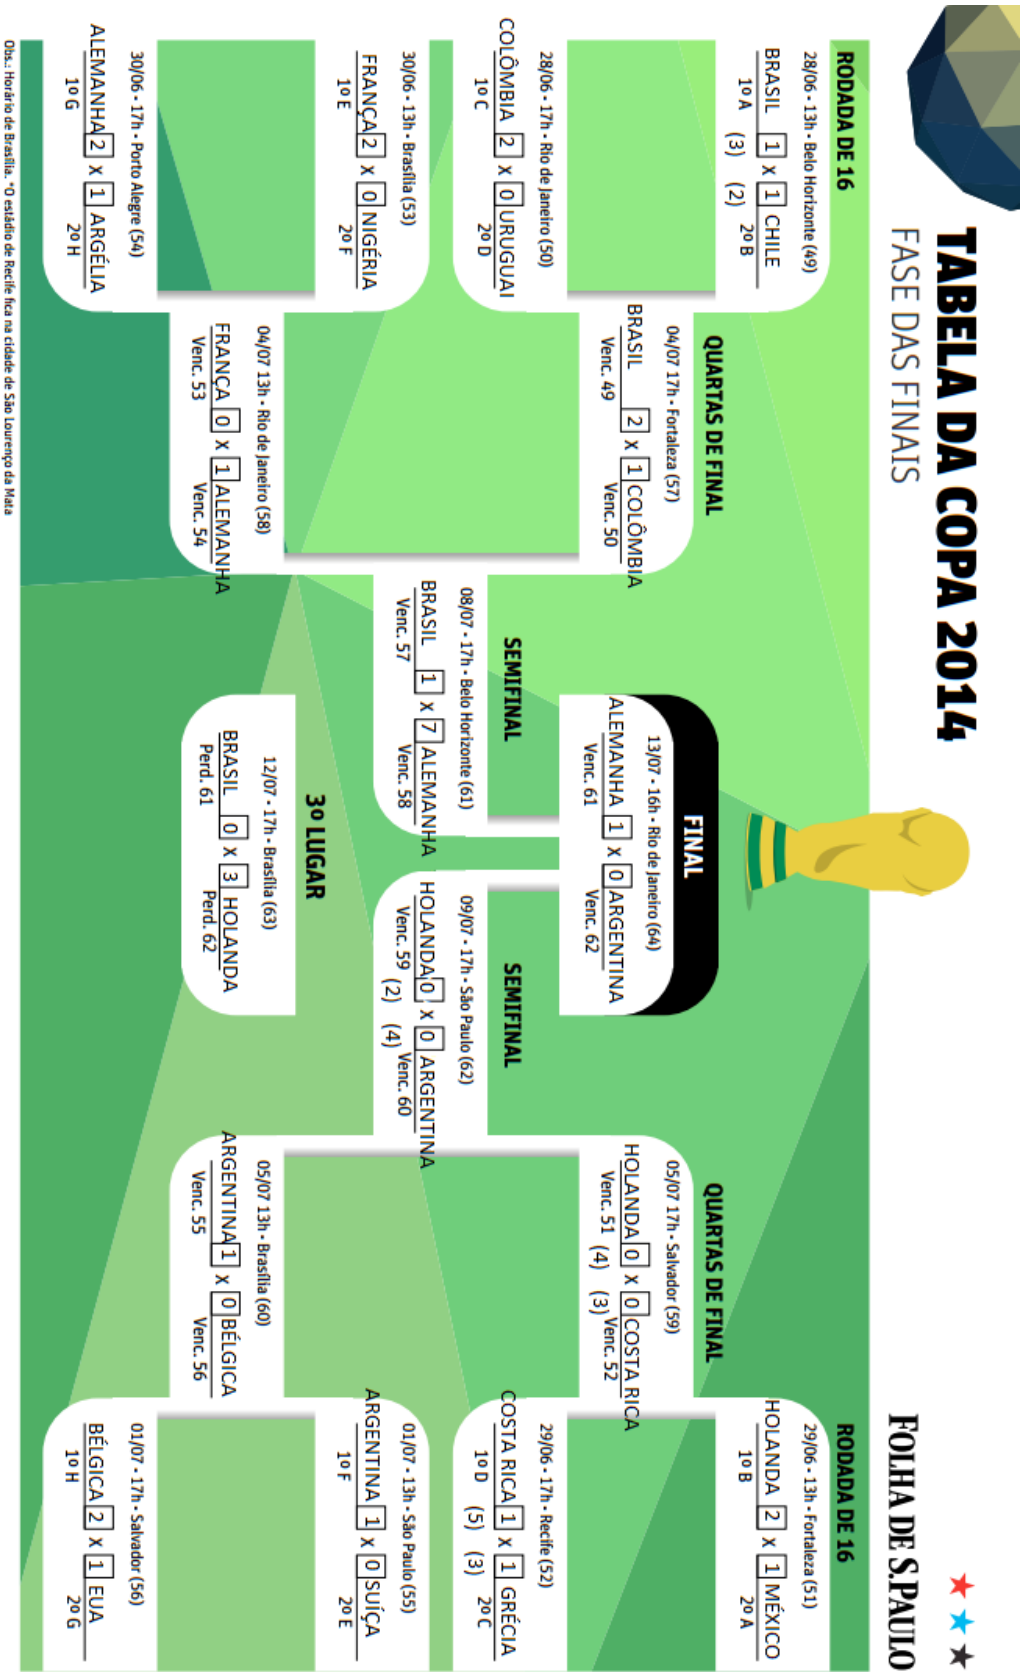 TABELA DA COPA 2014
FASE DAS FINAIS
FOLHA DE S.PAULO
RODADA DE 16
28/06 - 13h - Belo Horizonte (49)
BRASIL 1 X 1 CHILE
1º A (3) (2) 2º B
28/06 - 17h - Rio de Janeiro (50)
COLÔMBIA 2 X 0 URUGUAI
1º C 2º D
30/06 - 13h - Brasília (53)
FRANÇA 2 X 0 NIGÉRIA
1º E 2º F
30/06 - 17h - Porto Alegre (54)
ALEMANHA 2 X 1 ARGÉLIA
1º G 2º H
QUARTAS DE FINAL
04/07 17h - Fortaleza (57)
BRASIL 2 X 1 COLÔMBIA
Venc. 49 Venc. 50
04/07 13h - Rio de Janeiro (58)
FRANÇA 0 X 1 ALEMANHA
Venc. 53 Venc. 54
SEMIFINAL
08/07 - 17h - Belo Horizonte (61)
BRASIL 1 X 7 ALEMANHA
Venc. 57 Venc. 58
FINAL
13/07 - 16h - Rio de Janeiro (64)
ALEMANHA 1 X 0 ARGENTINA
Venc. 61 Venc. 62
3º LUGAR
12/07 - 17h - Brasília (63)
BRASIL 0 X 3 HOLANDA
Perd. 61 Perd. 62
SEMIFINAL
09/07 - 17h - São Paulo (62)
HOLANDA 0 X 0 ARGENTINA
Venc. 59 (2) (4) Venc. 60
QUARTAS DE FINAL
05/07 17h - Salvador (59)
HOLANDA 0 X 0 COSTA RICA
Venc. 51 (4) (3) Venc. 52
05/07 13h - Brasília (60)
ARGENTINA 1 X 0 BÉLGICA
Venc. 55 Venc. 56
RODADA DE 16
29/06 - 13h - Fortaleza (51)
HOLANDA 2 X 1 MÉXICO
1º B 2º A
29/06 - 17h - Recife (52)
COSTA RICA 1 X 1 GRÉCIA
1º D (5) (3) 2º C
01/07 - 13h - São Paulo (55)
ARGENTINA 1 X 0 SUÍÇA
1º F 2º E
01/07 - 17h - Salvador (56)
BÉLGICA 2 X 1 EUA
1º H 2º G
Obs.: Horário de Brasília. *O estádio de Recife fica na cidade de São Lourenço da Mata